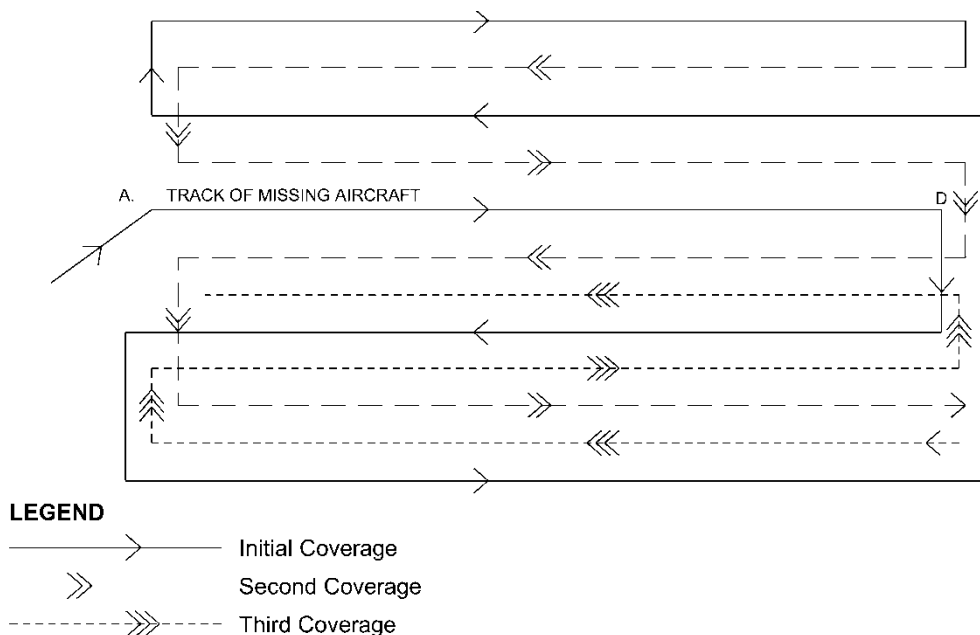 A. TRACK OF MISSING AIRCRAFT D
LEGEND
Initial Coverage
Second Coverage
Third Coverage